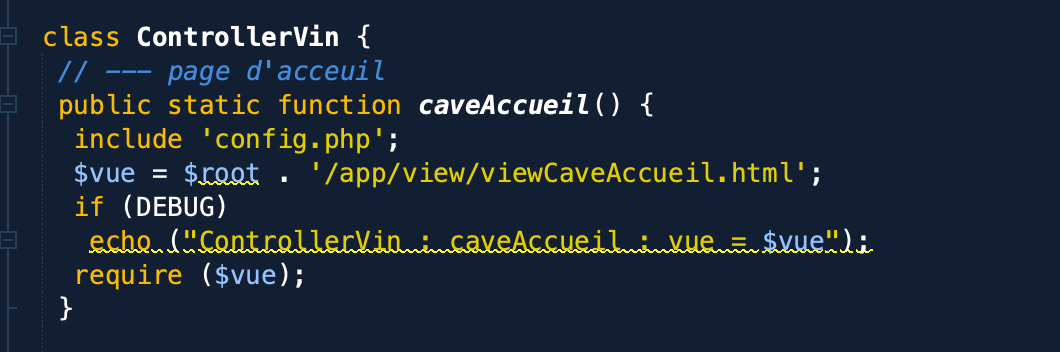 class ControllerVin {
// --- page d'acceuil
public static function caveAccueil() {
include 'config.php';
$vue = $root . '/app/view/viewCaveAccueil.html';
if (DEBUG)
echo ("ControllerVin : caveAccueil : vue = $vue");
require ($vue);
}